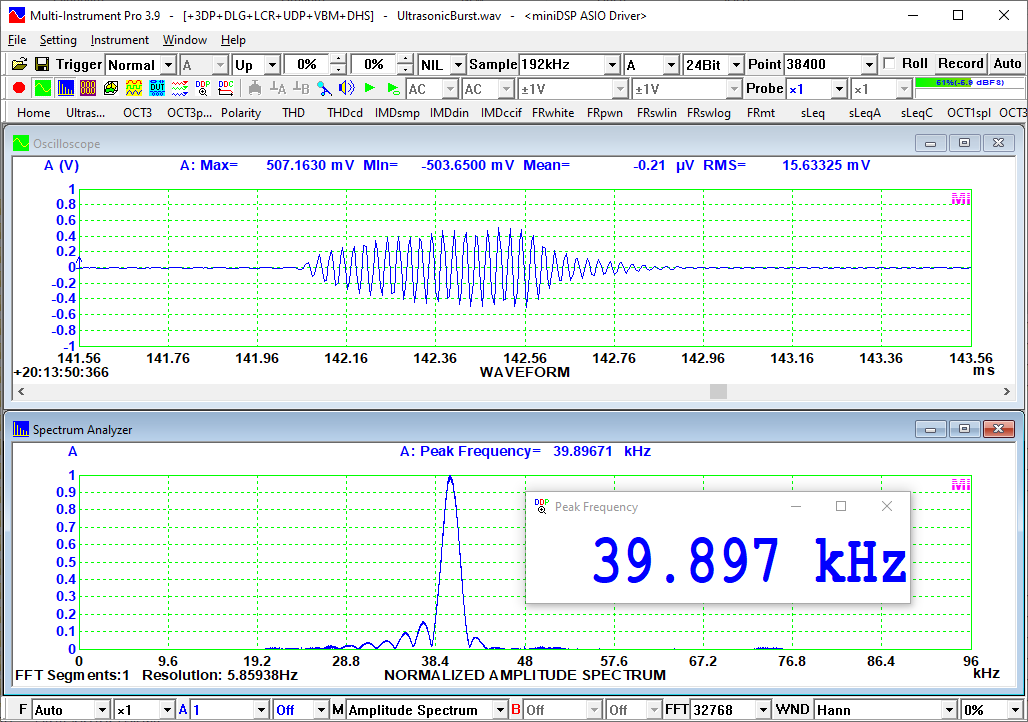 Multi-Instrument Pro 3.9 - [+3DP+DLG+LCR+UDP+VBM+DHS] - UltrasonicBurst.wav - <miniDSP ASIO Driver>
File Setting Instrument Window Help
Trigger Normal A Up 0% 0% NIL Sample 192kHz A 24Bit Point 38400 Roll Record Auto
OUT DDP DDC A B AC AC ±1V ±1V Probe ×1 ×1 61%(-6.0 dBFS)
Home Ultras... OCT3 OCT3p... Polarity THD THDcd IMDsmp IMDdin IMDccif FRwhite FRpwn FRswlin FRswlog FRmt sLeq sLeqA sLeqC OCT1spl OCT3
Oscilloscope
A (V) A: Max= 507.1630 mV MIn= -503.6500 mV Mean= -0.21 µV RMS= 15.63325 mV
1
0.8
0.6
0.4
0.2
0
-0.2
-0.4
-0.6
-0.8
-1
141.56 141.76 141.96 142.16 142.36 142.56 142.76 142.96 143.16 143.36 143.56
+20:13:50:366 WAVEFORM ms
Spectrum Analyzer
A A: Peak Frequency= 39.89671 kHz
1
0.9
0.8
0.7
0.6
0.5
0.4
0.3
0.2
0.1
0
DDP Peak Frequency
39.897 kHz
0 9.6 19.2 28.8 38.4 48 57.6 67.2 76.8 86.4 96
FFT Segments:1 Resolution: 5.85938Hz NORMALIZED AMPLITUDE SPECTRUM kHz
F Auto ×1 A 1 Off M Amplitude Spectrum B Off Off FFT 32768 WND Hann 0%